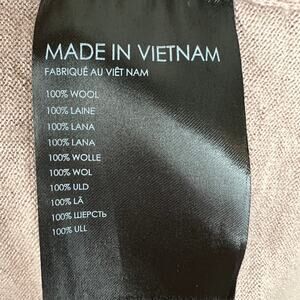 MADE IN VIETNAM
FABRIQUÉ AU VIÊT NAM
100% WOOL
100% LAINE
100% LANA
100% LANA
100% WOLLE
100% WOL
100% ULD
100% LÃ
100% ШЕРСТЬ
100% ULL